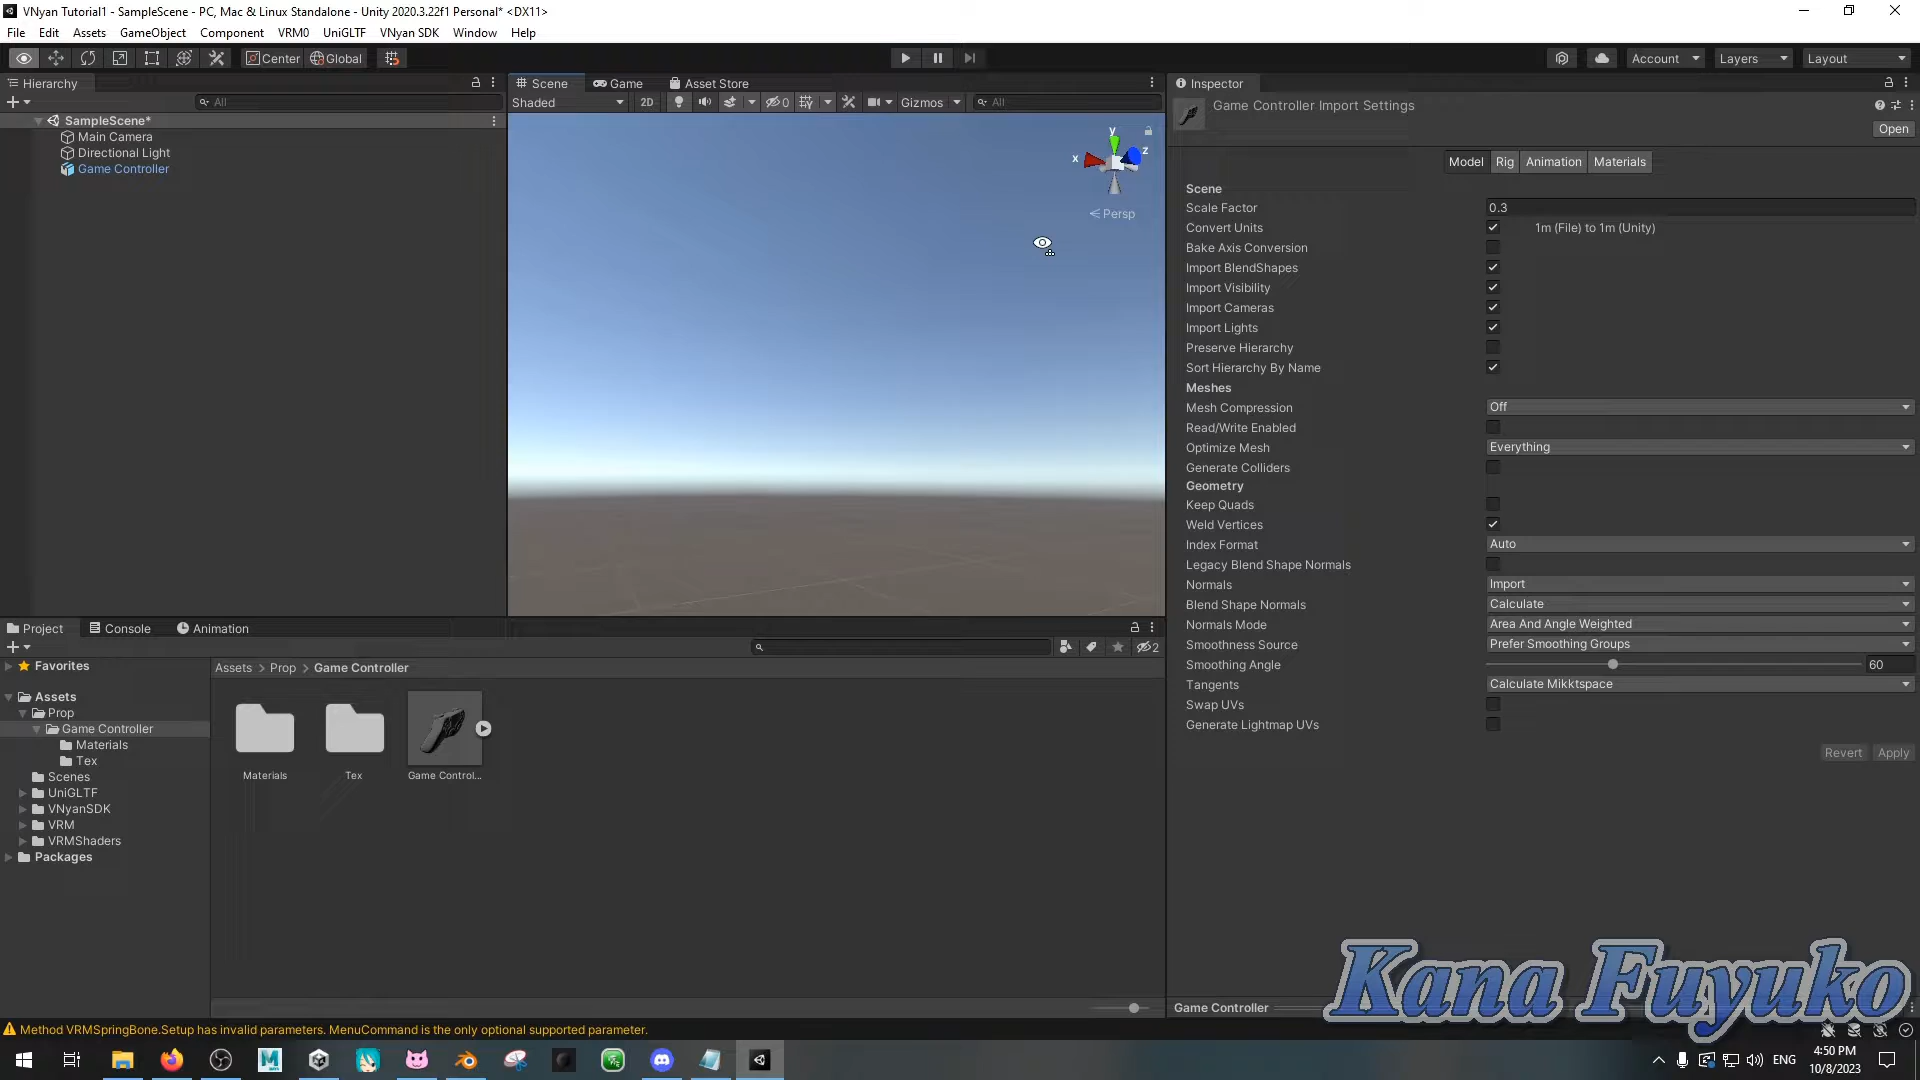 VNyan Tutorial1 - SampleScene - PC, Mac & Linux Standalone - Unity 2020.3.22f1 Personal* <DX11>
File Edit Assets GameObject Component VRM0 UniGLTF VNyan SDK Window Help
Center Global Account Layers Layout
Hierarchy
All
SampleScene*
Main Camera
Directional Light
Game Controller
Scene Game Asset Store
Shaded 2D 0 Gizmos All
y
x z
Persp
Inspector
Game Controller Import Settings
Open
Model Rig Animation Materials
Scene
Scale Factor 0.3
Convert Units 1m (File) to 1m (Unity)
Bake Axis Conversion
Import BlendShapes
Import Visibility
Import Cameras
Import Lights
Preserve Hierarchy
Sort Hierarchy By Name
Meshes
Mesh Compression Off
Read/Write Enabled
Optimize Mesh Everything
Generate Colliders
Geometry
Keep Quads
Weld Vertices
Index Format Auto
Legacy Blend Shape Normals
Normals Import
Blend Shape Normals Calculate
Normals Mode Area And Angle Weighted
Smoothness Source Prefer Smoothing Groups
Smoothing Angle 60
Tangents Calculate Mikktspace
Swap UVs
Generate Lightmap UVs
Revert Apply
Project Console Animation
2
Favorites
Assets
Prop
Game Controller
Materials
Tex
Scenes
UniGLTF
VNyanSDK
VRM
VRMShaders
Packages
Assets > Prop > Game Controller
Materials Tex Game Control...
Game Controller
Kana Fuyuko
Method VRMSpringBone.Setup has invalid parameters. MenuCommand is the only optional supported parameter.
ENG
4:50 PM
10/8/2023